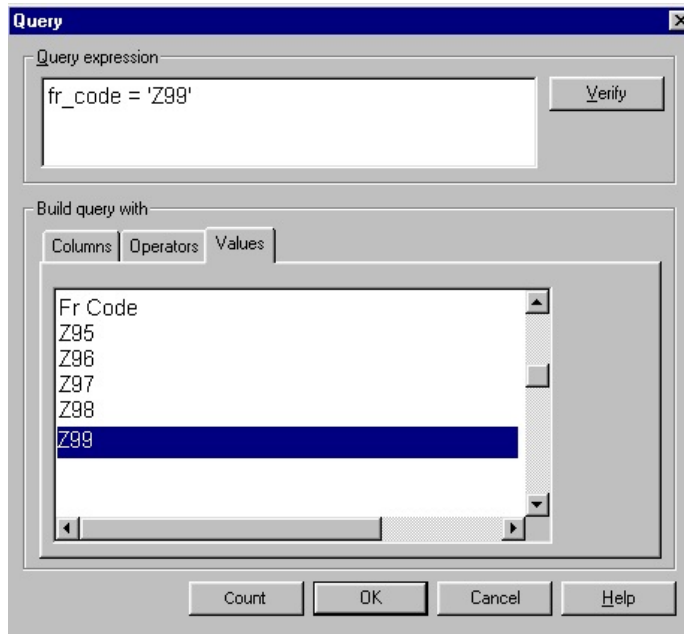 Query
Query expression
fr_code = 'Z99'
Verify
Build query with
Columns
Operators
Values
Fr Code
Z95
Z96
Z97
Z98
Z99
Count
OK
Cancel
Help